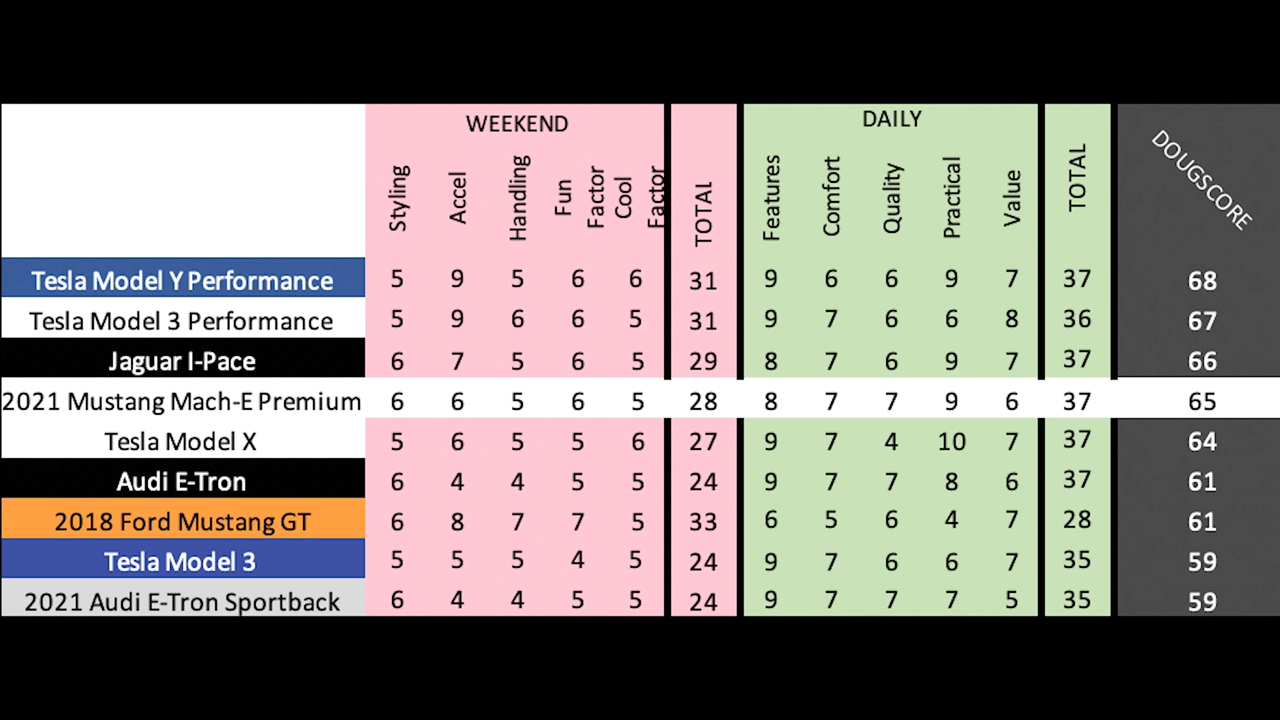 WEEKEND DAILY
Styling Accel Handling Fun Factor Cool Factor TOTAL Features Comfort Quality Practical Value TOTAL DOUGSCORE
Tesla Model Y Performance 5 9 5 6 6 31 9 6 6 9 7 37 68
Tesla Model 3 Performance 5 9 6 6 5 31 9 7 6 6 8 36 67
Jaguar I-Pace 6 7 5 6 5 29 8 7 6 9 7 37 66
2021 Mustang Mach-E Premium 6 6 5 6 5 28 8 7 7 9 6 37 65
Tesla Model X 5 6 5 5 6 27 9 7 4 10 7 37 64
Audi E-Tron 6 4 4 5 5 24 9 7 7 8 6 37 61
2018 Ford Mustang GT 6 8 7 7 5 33 6 5 6 4 7 28 61
Tesla Model 3 5 5 5 4 5 24 9 7 6 6 7 35 59
2021 Audi E-Tron Sportback 6 4 4 5 5 24 9 7 7 7 5 35 59